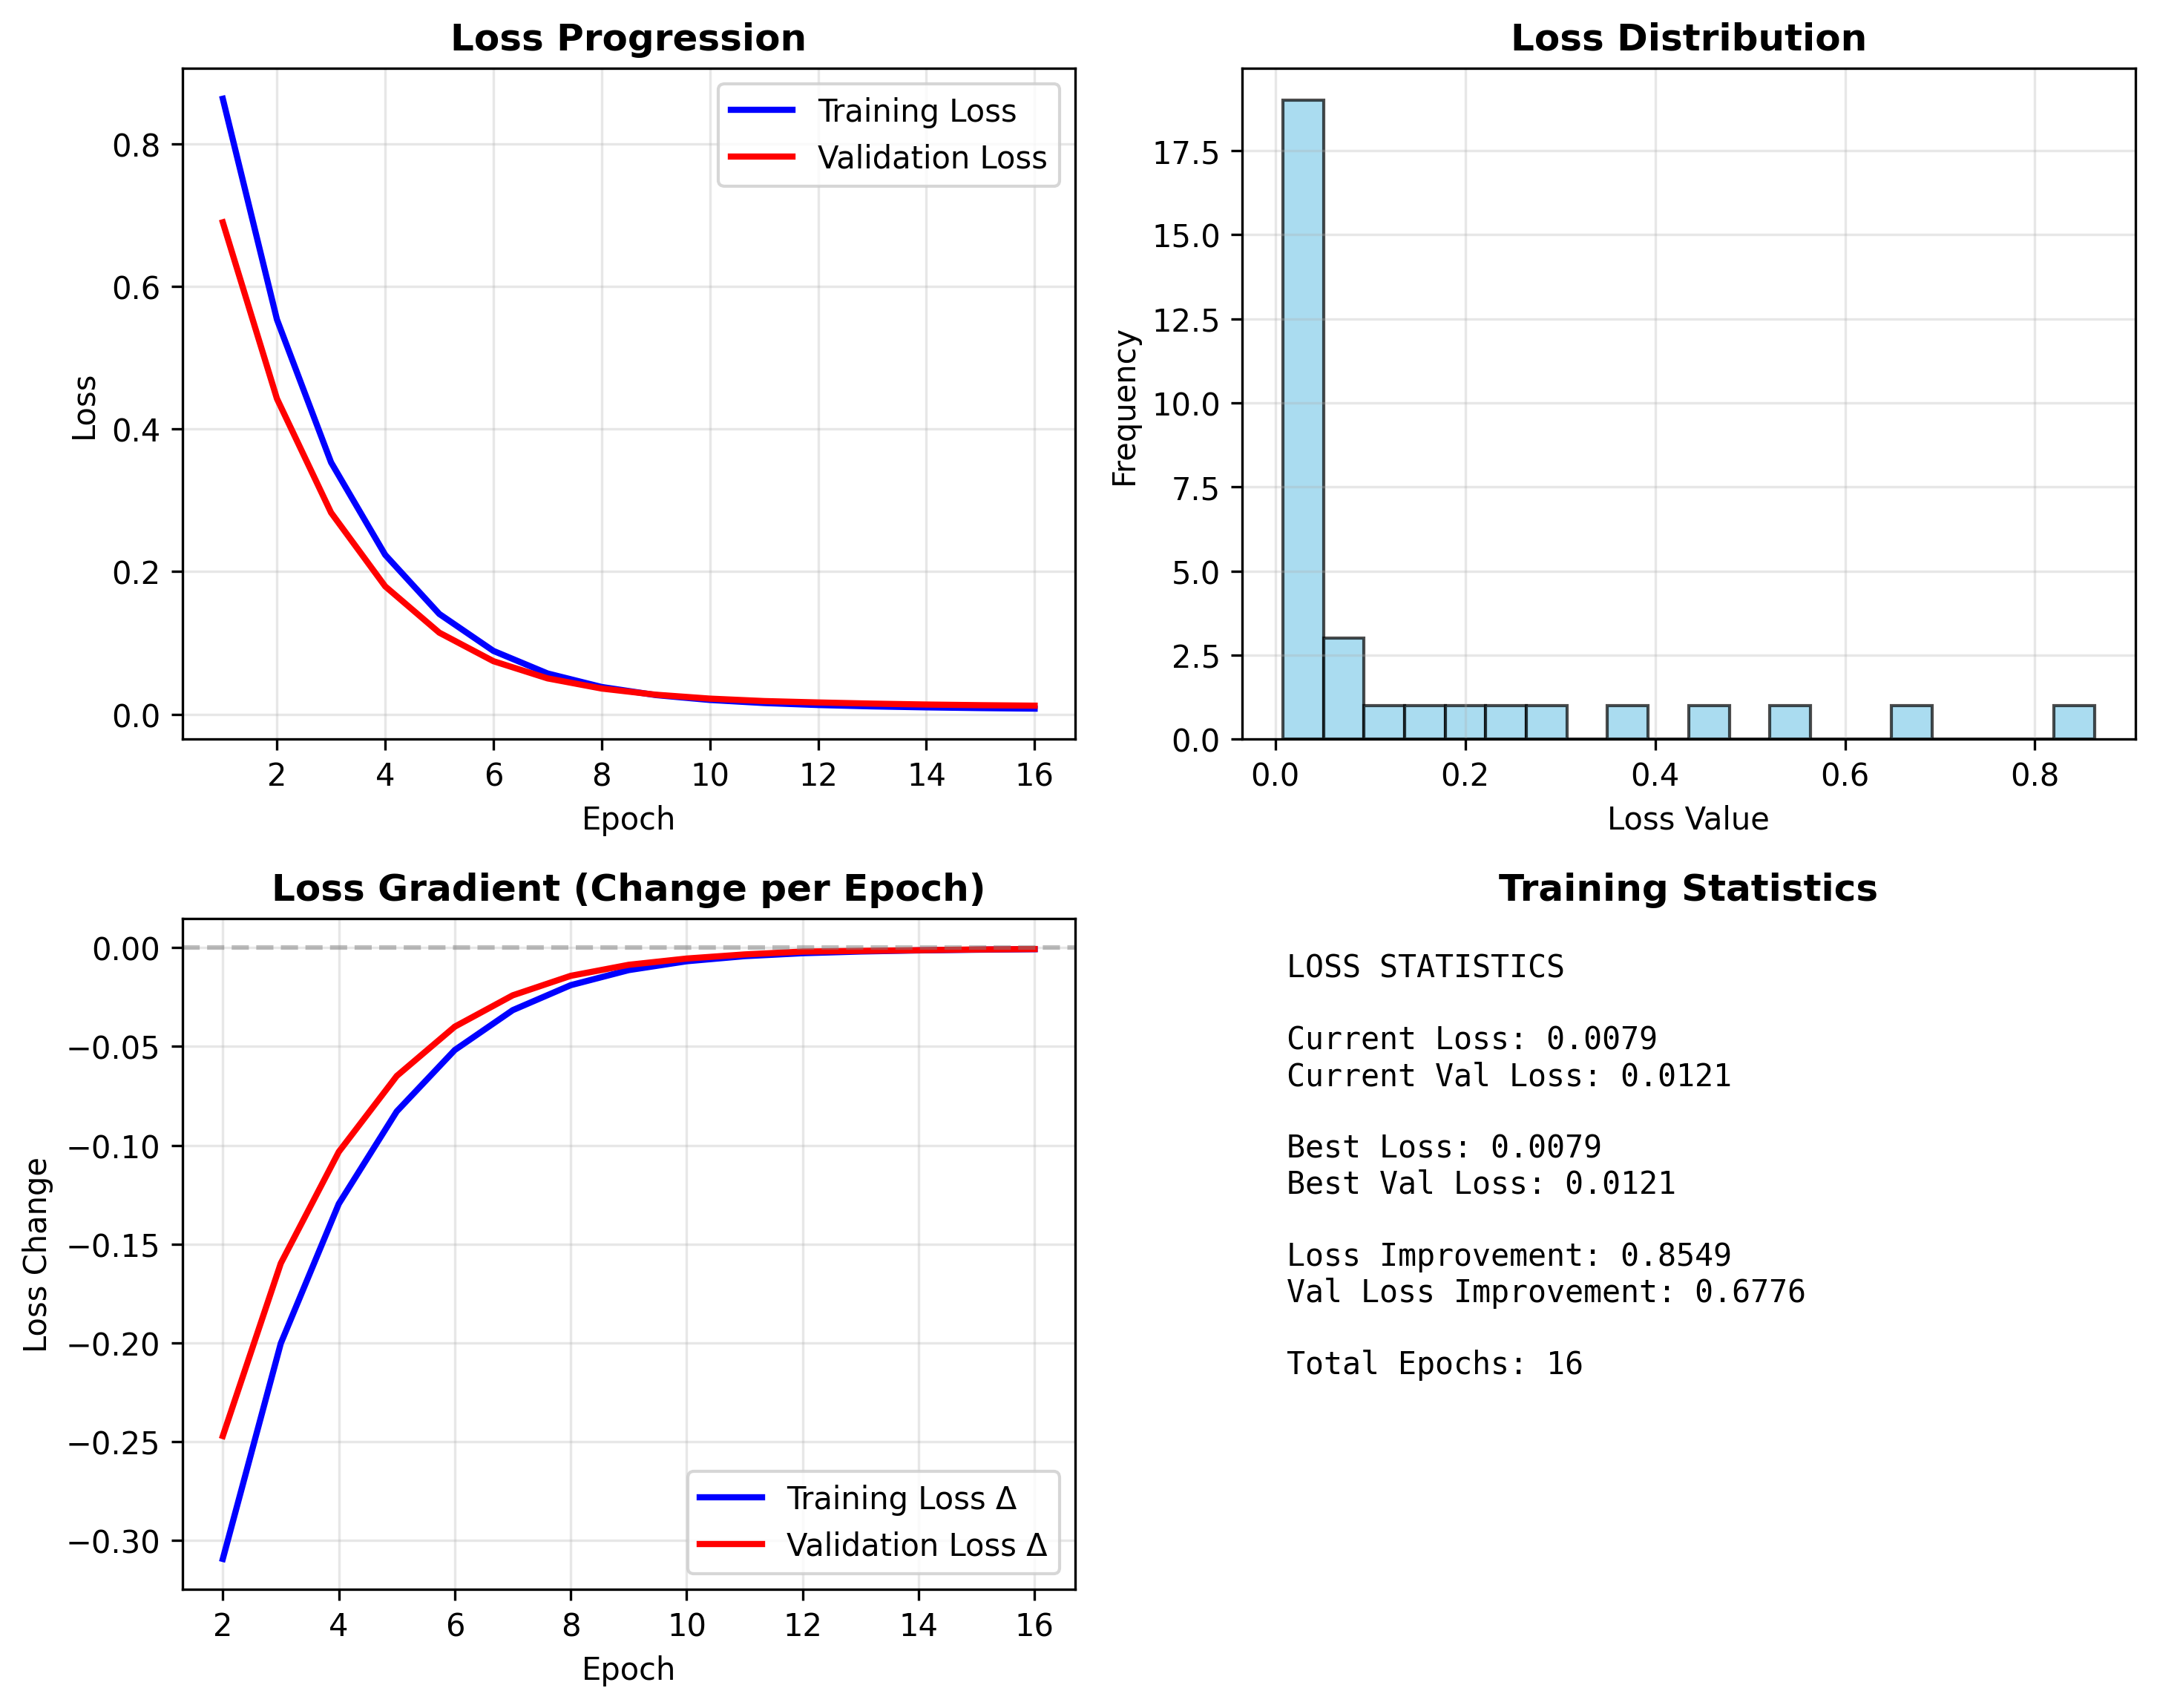 Loss Progression
0.8
0.6
0.4
0.2
0.0
Loss
Training Loss
Validation Loss
2 4 6 8 10 12 14 16
Epoch
Loss Distribution
17.5
15.0
12.5
10.0
7.5
5.0
2.5
0.0
Frequency
0.0 0.2 0.4 0.6 0.8
Loss Value
Loss Gradient (Change per Epoch)
0.00
−0.05
−0.10
−0.15
−0.20
−0.25
−0.30
Loss Change
Training Loss Δ
Validation Loss Δ
2 4 6 8 10 12 14 16
Epoch
Training Statistics
LOSS STATISTICS
Current Loss: 0.0079
Current Val Loss: 0.0121
Best Loss: 0.0079
Best Val Loss: 0.0121
Loss Improvement: 0.8549
Val Loss Improvement: 0.6776
Total Epochs: 16